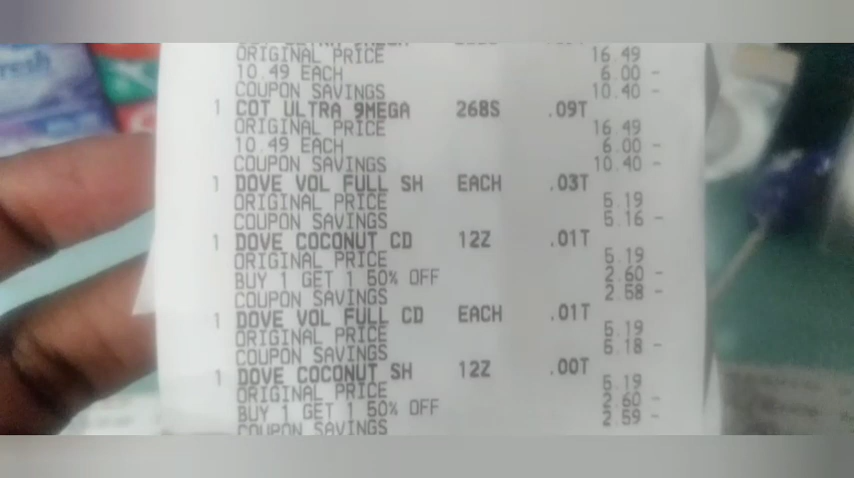 resh
ORIGINAL PRICE 16.49
10.49 EACH 6.00 -
COUPON SAVINGS 10.40 -
1 COT ULTRA 9MEGA 268S .09T
ORIGINAL PRICE 16.49
10.49 EACH 6.00 -
COUPON SAVINGS 10.40 -
1 DOVE VOL FULL SH EACH .03T
ORIGINAL PRICE 5.19
COUPON SAVINGS 5.16 -
1 DOVE COCONUT CD 12Z .01T
ORIGINAL PRICE 5.19
BUY 1 GET 1 50% OFF 2.60 -
COUPON SAVINGS 2.58 -
1 DOVE VOL FULL CD EACH .01T
ORIGINAL PRICE 5.19
COUPON SAVINGS 5.18 -
1 DOVE COCONUT SH 12Z .00T
ORIGINAL PRICE 5.19
BUY 1 GET 1 50% OFF 2.60 -
COUPON SAVINGS 2.59 -